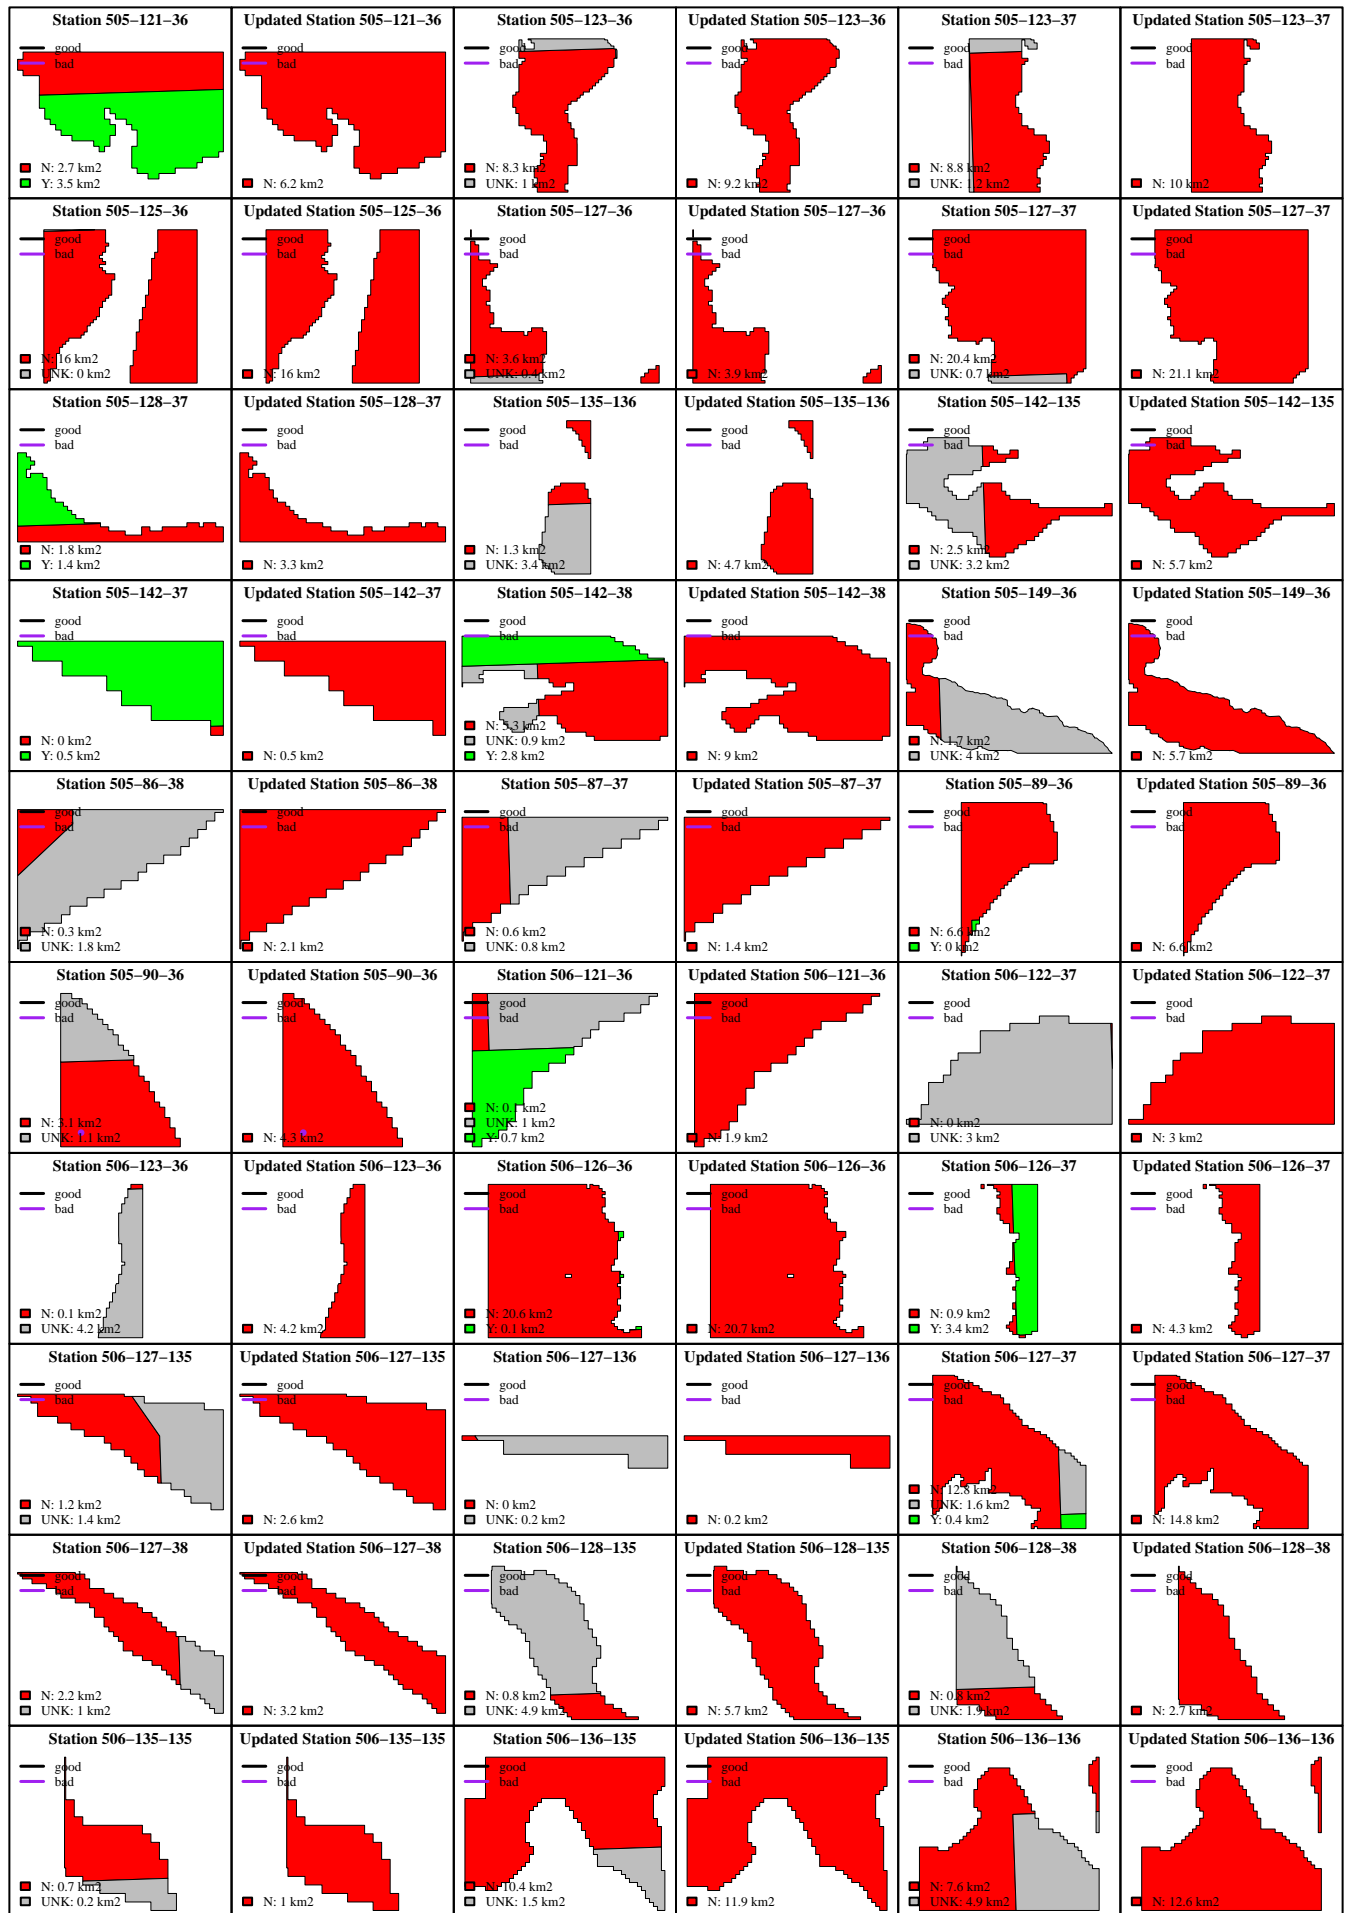 Station 505−121−36
good
bad
N: 2.7 km2
Y: 3.5 km2
Updated Station 505−121−36
good
bad
N: 6.2 km2
Station 505−123−36
good
bad
N: 8.3 km2
UNK: 1 km2
Updated Station 505−123−36
good
bad
N: 9.2 km2
Station 505−123−37
good
bad
N: 8.8 km2
UNK: 1.2 km2
Updated Station 505−123−37
good
bad
N: 10 km2
Station 505−125−36
good
bad
N: 16 km2
UNK: 0 km2
Updated Station 505−125−36
good
bad
N: 16 km2
Station 505−127−36
good
bad
N: 3.6 km2
UNK: 0.4 km2
Updated Station 505−127−36
good
bad
N: 3.9 km2
Station 505−127−37
good
bad
N: 20.4 km2
UNK: 0.7 km2
Updated Station 505−127−37
good
bad
N: 21.1 km2
Station 505−128−37
good
bad
N: 1.8 km2
Y: 1.4 km2
Updated Station 505−128−37
good
bad
N: 3.3 km2
Station 505−135−136
good
bad
N: 1.3 km2
UNK: 3.4 km2
Updated Station 505−135−136
good
bad
N: 4.7 km2
Station 505−142−135
good
bad
N: 2.5 km2
UNK: 3.2 km2
Updated Station 505−142−135
good
bad
N: 5.7 km2
Station 505−142−37
good
bad
N: 0 km2
Y: 0.5 km2
Updated Station 505−142−37
good
bad
N: 0.5 km2
Station 505−142−38
good
bad
N: 5.3 km2
UNK: 0.9 km2
Y: 2.8 km2
Updated Station 505−142−38
good
bad
N: 9 km2
Station 505−149−36
good
bad
N: 1.7 km2
UNK: 4 km2
Updated Station 505−149−36
good
bad
N: 5.7 km2
Station 505−86−38
good
bad
N: 0.3 km2
UNK: 1.8 km2
Updated Station 505−86−38
good
bad
N: 2.1 km2
Station 505−87−37
good
bad
N: 0.6 km2
UNK: 0.8 km2
Updated Station 505−87−37
good
bad
N: 1.4 km2
Station 505−89−36
good
bad
N: 6.6 km2
Y: 0 km2
Updated Station 505−89−36
good
bad
N: 6.6 km2
Station 505−90−36
good
bad
N: 3.1 km2
UNK: 1.1 km2
Updated Station 505−90−36
good
bad
N: 4.3 km2
Station 506−121−36
good
bad
N: 0.1 km2
UNK: 1 km2
Y: 0.7 km2
Updated Station 506−121−36
good
bad
N: 1.9 km2
Station 506−122−37
good
bad
N: 0 km2
UNK: 3 km2
Updated Station 506−122−37
good
bad
N: 3 km2
Station 506−123−36
good
bad
N: 0.1 km2
UNK: 4.2 km2
Updated Station 506−123−36
good
bad
N: 4.2 km2
Station 506−126−36
good
bad
N: 20.6 km2
Y: 0.1 km2
Updated Station 506−126−36
good
bad
N: 20.7 km2
Station 506−126−37
good
bad
N: 0.9 km2
Y: 3.4 km2
Updated Station 506−126−37
good
bad
N: 4.3 km2
Station 506−127−135
good
bad
N: 1.2 km2
UNK: 1.4 km2
Updated Station 506−127−135
good
bad
N: 2.6 km2
Station 506−127−136
good
bad
N: 0 km2
UNK: 0.2 km2
Updated Station 506−127−136
good
bad
N: 0.2 km2
Station 506−127−37
good
bad
N: 12.8 km2
UNK: 1.6 km2
Y: 0.4 km2
Updated Station 506−127−37
good
bad
N: 14.8 km2
Station 506−127−38
good
bad
N: 2.2 km2
UNK: 1 km2
Updated Station 506−127−38
good
bad
N: 3.2 km2
Station 506−128−135
good
bad
N: 0.8 km2
UNK: 4.9 km2
Updated Station 506−128−135
good
bad
N: 5.7 km2
Station 506−128−38
good
bad
N: 0.8 km2
UNK: 1.9 km2
Updated Station 506−128−38
good
bad
N: 2.7 km2
Station 506−135−135
good
bad
N: 0.7 km2
UNK: 0.2 km2
Updated Station 506−135−135
good
bad
N: 1 km2
Station 506−136−135
good
bad
N: 10.4 km2
UNK: 1.5 km2
Updated Station 506−136−135
good
bad
N: 11.9 km2
Station 506−136−136
good
bad
N: 7.6 km2
UNK: 4.9 km2
Updated Station 506−136−136
good
bad
N: 12.6 km2